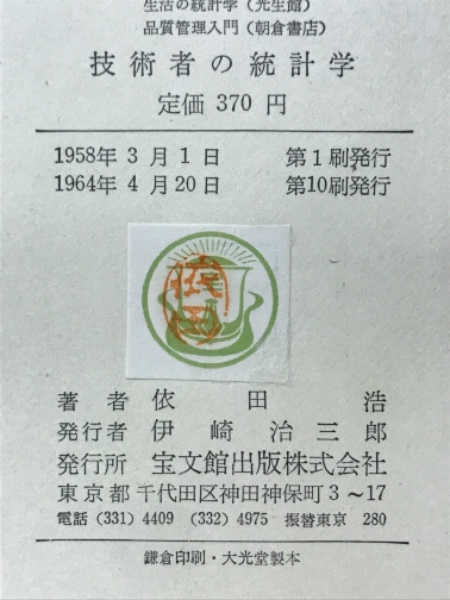 生活の統計学（光生館）
品質管理入門（朝倉書店）
技術者の統計学
定価 370 円
1958年 3 月 1 日 第 1 刷発行
1964年 4 月 20 日 第10刷発行
著者 依田浩
発行者 伊崎治三郎
発行所 宝文館出版株式会社
東京都千代田区神田神保町 3 ～ 17
電話 (331) 4409 (332) 4975 振替東京 280
鎌倉印刷・大光堂製本